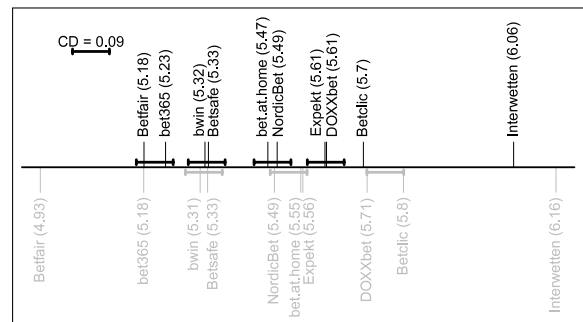 CD = 0.09
Betfair (5.18)
bet365 (5.23)
bwin (5.32)
Betsafe (5.33)
bet.at.home (5.47)
NordicBet (5.49)
Expekt (5.61)
DOXXbet (5.61)
Betclic (5.7)
Interwetten (6.06)
Betfair (4.93)
bet365 (5.18)
bwin (5.31)
Betsafe (5.33)
NordicBet (5.49)
bet.at.home (5.55)
Expekt (5.56)
DOXXbet (5.71)
Betclic (5.8)
Interwetten (6.16)